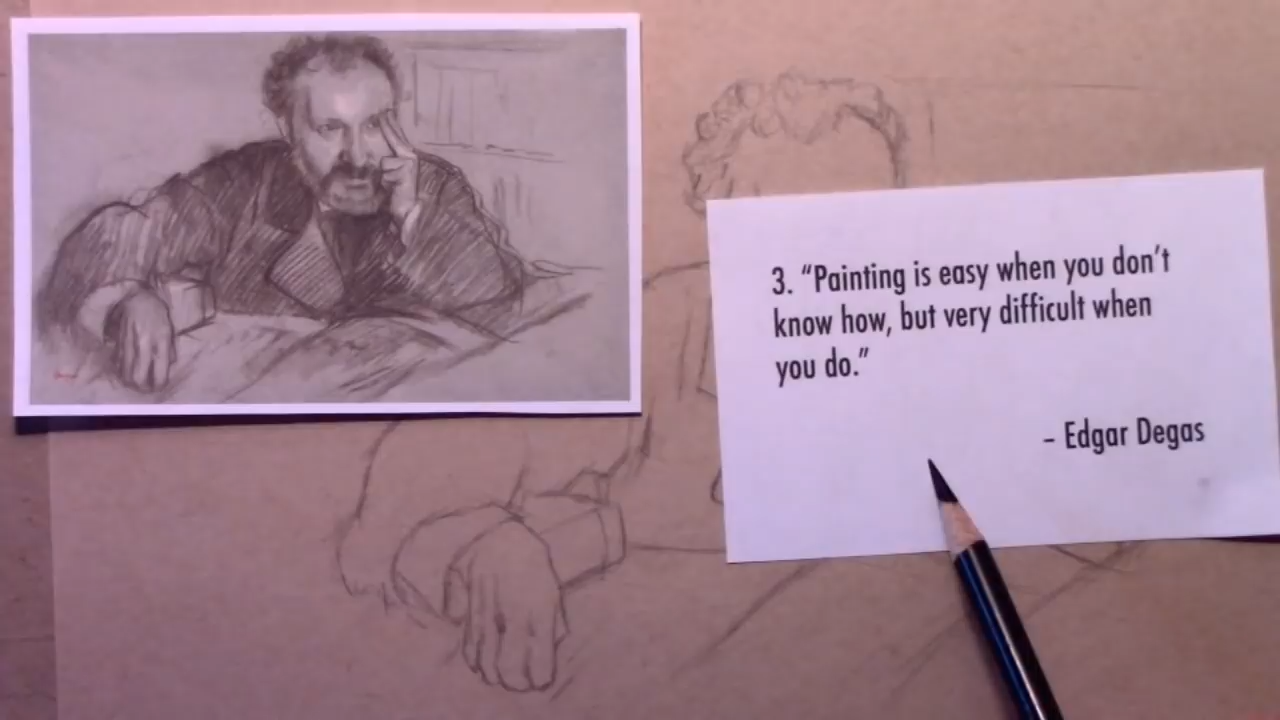 3. “Painting is easy when you don’t
know how, but very difficult when
you do.”
– Edgar Degas